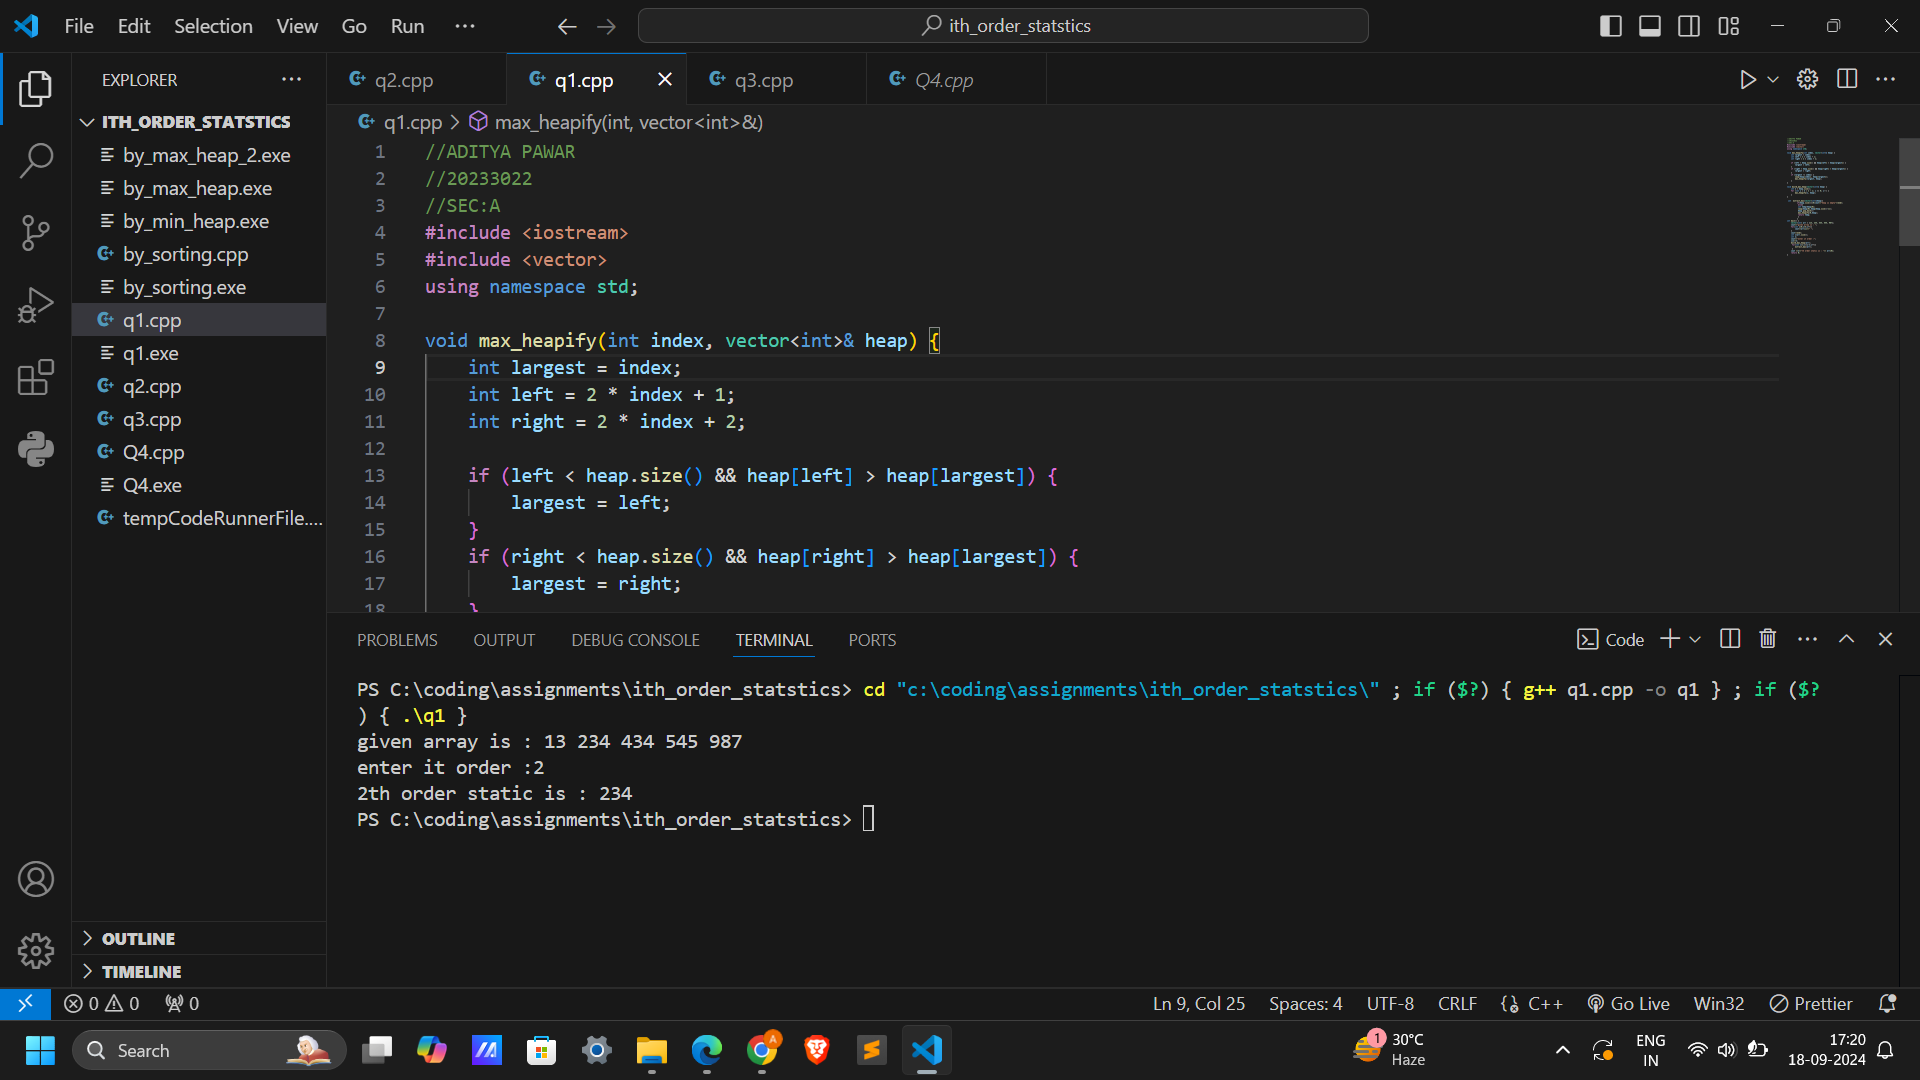 File Edit Selection View Go Run ···
ith_order_statstics
EXPLORER ···
ITH_ORDER_STATSTICS
by_max_heap_2.exe
by_max_heap.exe
by_min_heap.exe
by_sorting.cpp
by_sorting.exe
q1.cpp
q1.exe
q2.cpp
q3.cpp
Q4.cpp
Q4.exe
tempCodeRunnerFile....
OUTLINE
TIMELINE
q2.cpp q1.cpp q3.cpp Q4.cpp
q1.cpp > max_heapify(int, vector<int>&)
1 //ADITYA PAWAR
2 //20233022
3 //SEC:A
4 #include <iostream>
5 #include <vector>
6 using namespace std;
7
8 void max_heapify(int index, vector<int>& heap) {
9 int largest = index;
10 int left = 2 * index + 1;
11 int right = 2 * index + 2;
12
13 if (left < heap.size() && heap[left] > heap[largest]) {
14 largest = left;
15 }
16 if (right < heap.size() && heap[right] > heap[largest]) {
17 largest = right;
18 }
PROBLEMS OUTPUT DEBUG CONSOLE TERMINAL PORTS
Code
PS C:\coding\assignments\ith_order_statstics> cd "c:\coding\assignments\ith_order_statstics\" ; if ($?) { g++ q1.cpp -o q1 } ; if ($?
) { .\q1 }
given array is : 13 234 434 545 987
enter it order :2
2th order static is : 234
PS C:\coding\assignments\ith_order_statstics>
0 0 0
Ln 9, Col 25 Spaces: 4 UTF-8 CRLF {} C++ Go Live Win32 Prettier
Search
A
1
30°C
Haze
ENG
IN
17:20
18-09-2024